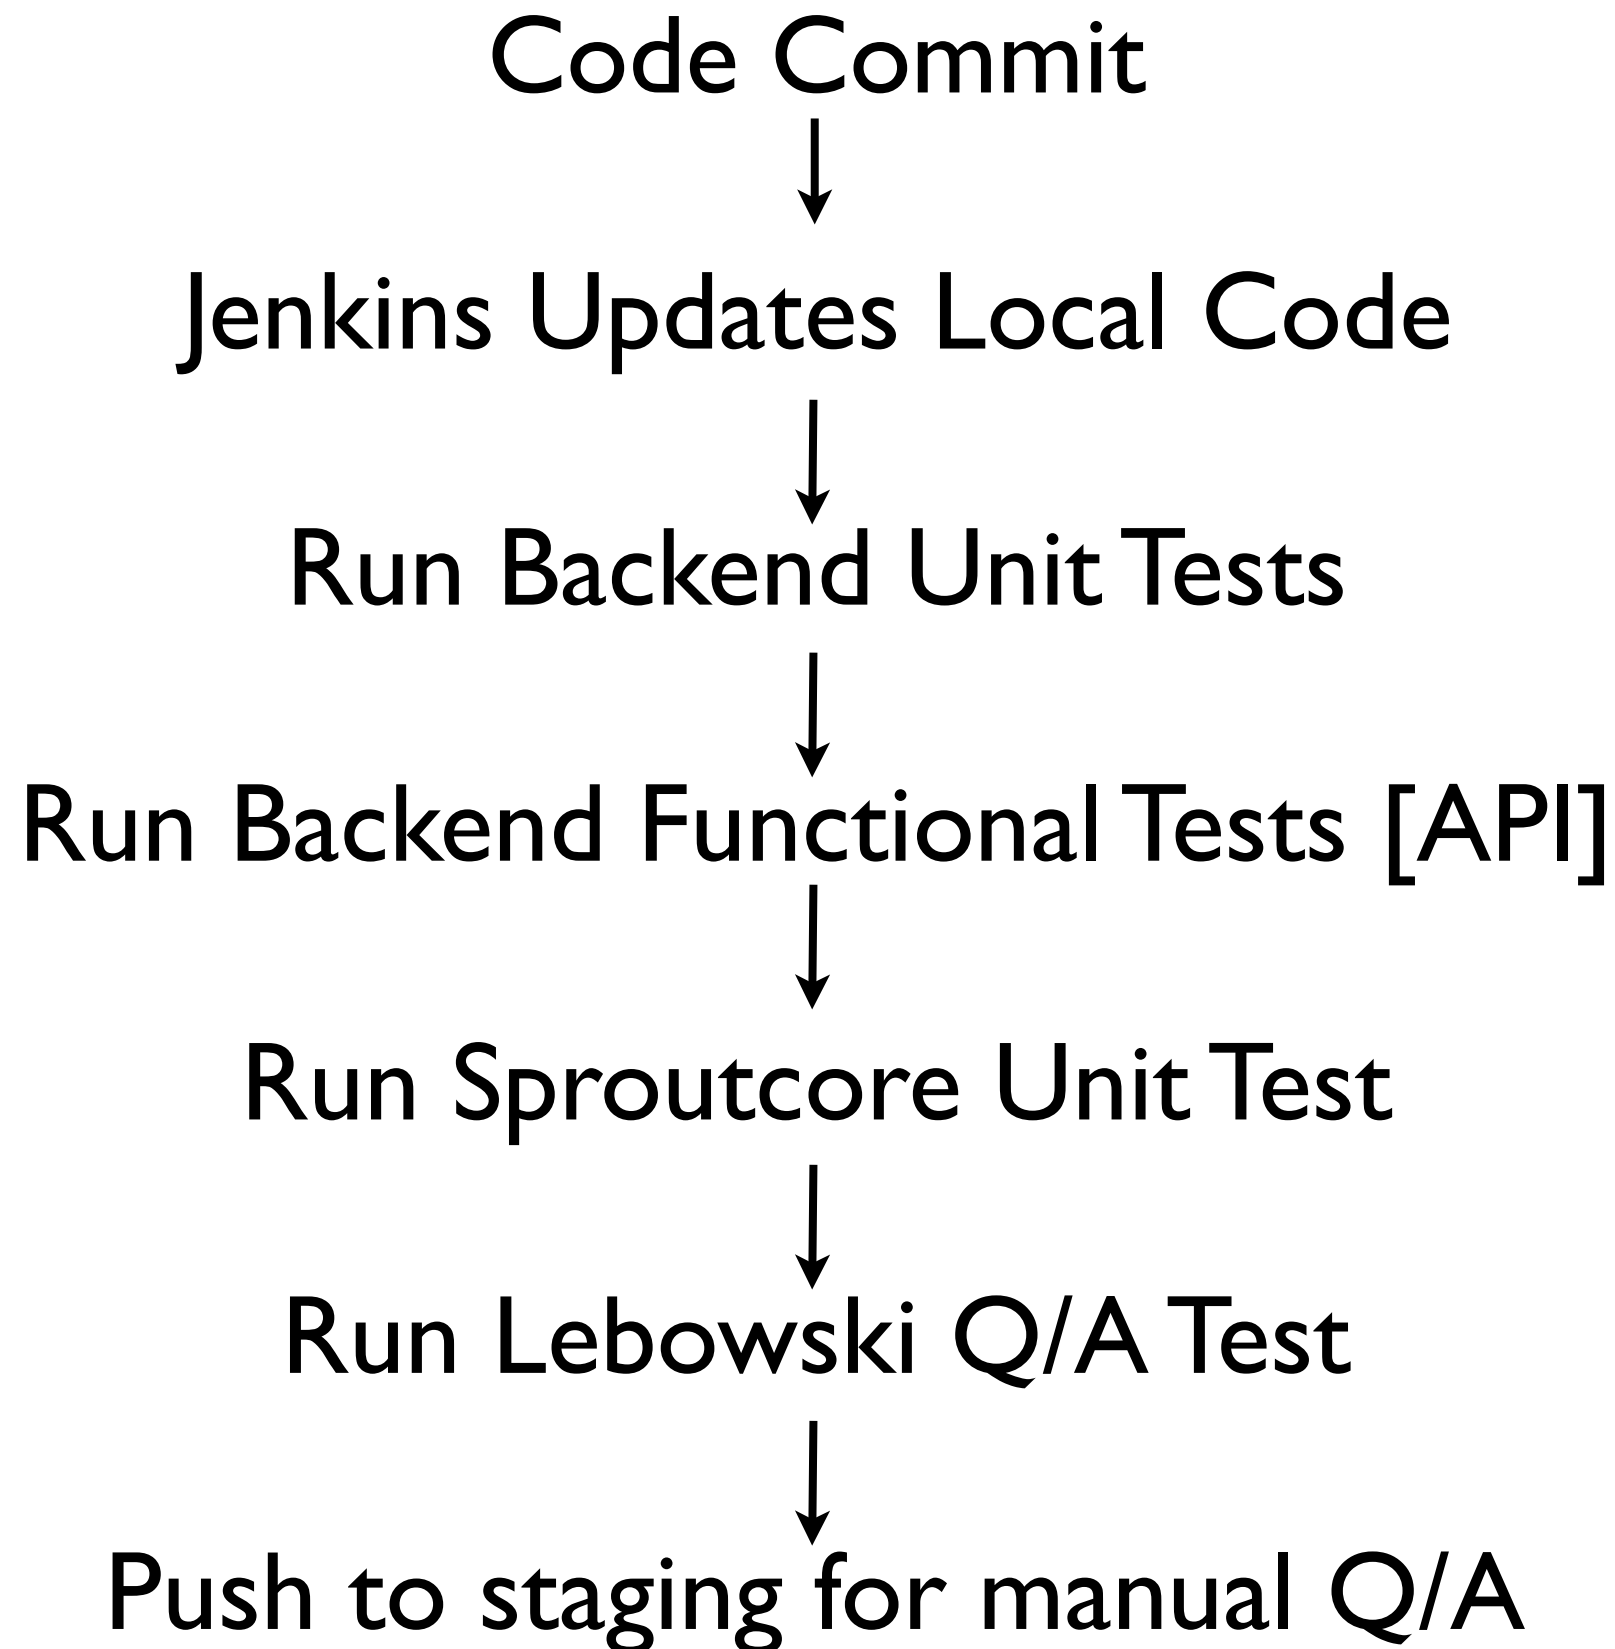 Code Commit
Jenkins Updates Local Code
Run Backend Unit Tests
Run Backend Functional Tests [API]
Run Sproutcore Unit Test
Run Lebowski Q/A Test
Push to staging for manual Q/A